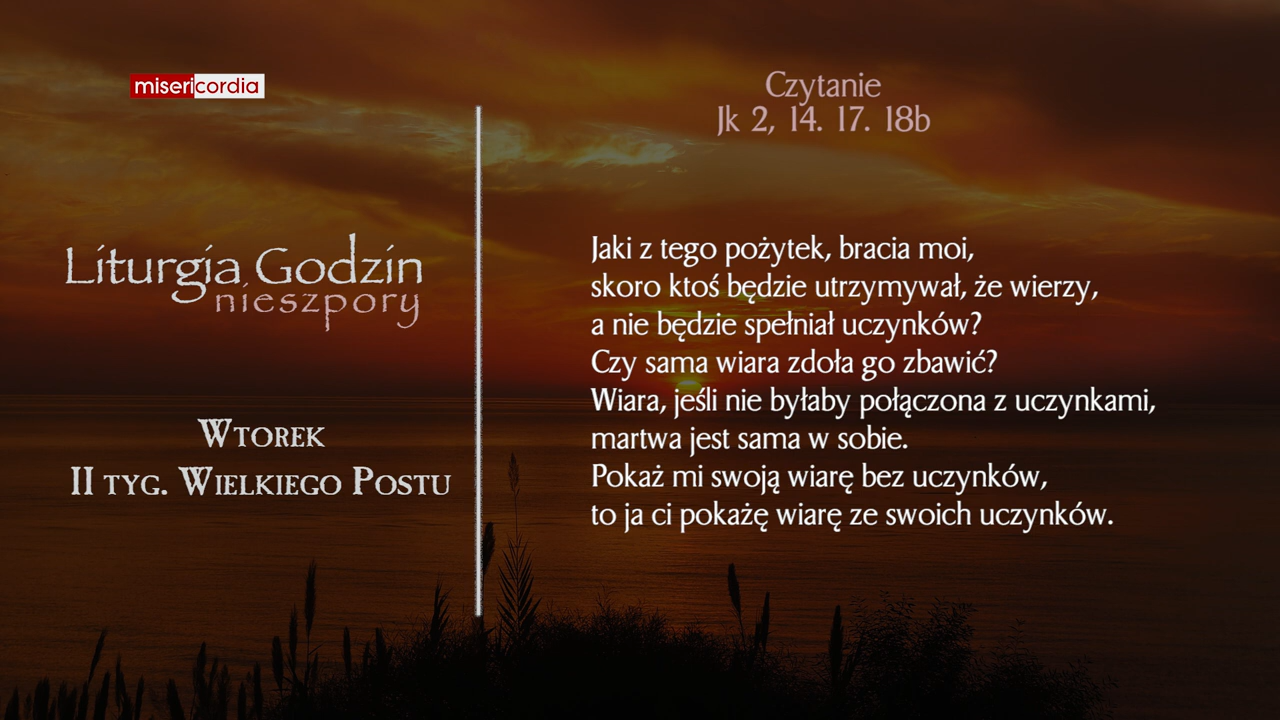 misericordia
Liturgia Godzin
nieszpory
Wtorek
II tyg. Wielkiego Postu
Czytanie
Jk 2, 14. 17. 18b
Jaki z tego pożytek, bracia moi,
skoro ktoś będzie utrzymywał, że wierzy,
a nie będzie spełniał uczynków?
Czy sama wiara zdoła go zbawić?
Wiara, jeśli nie byłaby połączona z uczynkami,
martwa jest sama w sobie.
Pokaż mi swoją wiarę bez uczynków,
to ja ci pokażę wiarę ze swoich uczynków.